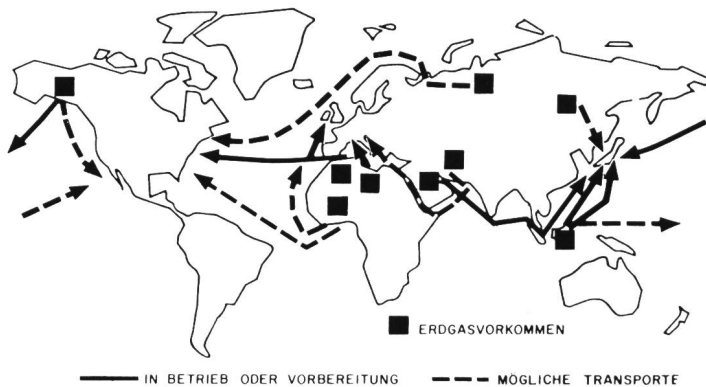 ERDGASVORKOMMEN
IN BETRIEB ODER VORBEREITUNG
MÖGLICHE TRANSPORTE